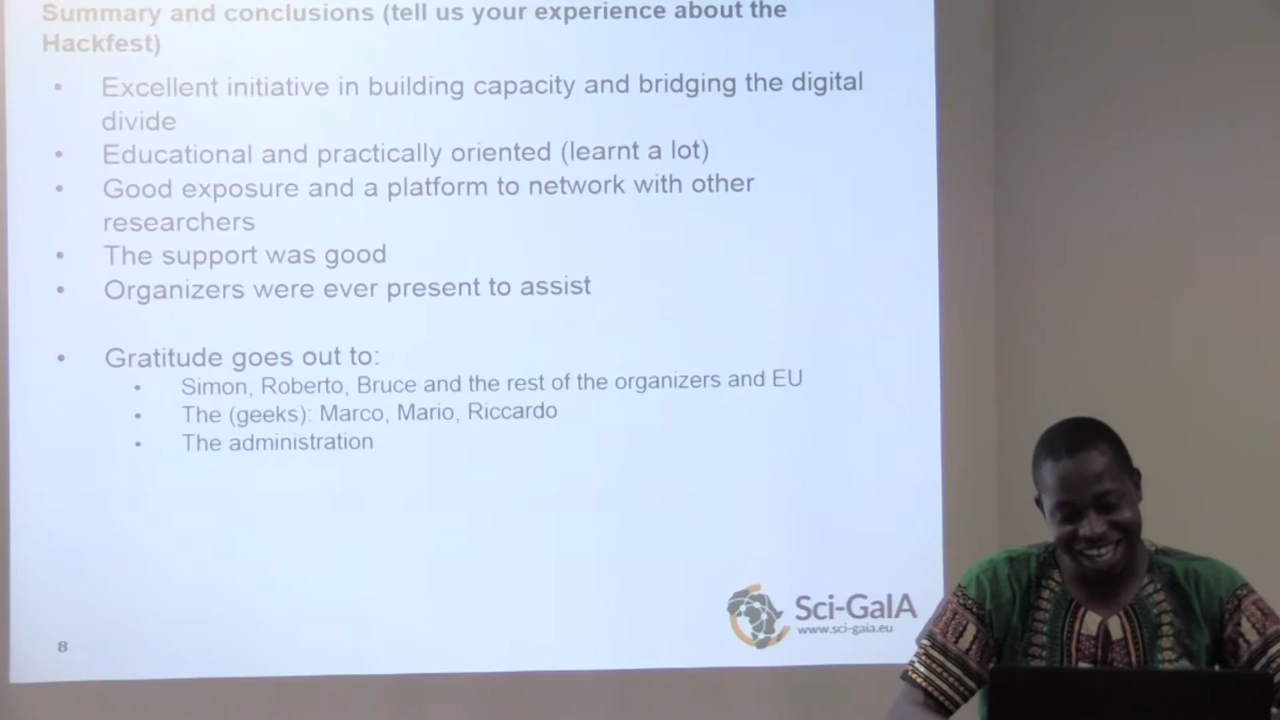 Summary and conclusions (tell us your experience about the
Hackfest)
• Excellent initiative in building capacity and bridging the digital
divide
• Educational and practically oriented (learnt a lot)
• Good exposure and a platform to network with other
researchers
• The support was good
• Organizers were ever present to assist
• Gratitude goes out to:
• Simon, Roberto, Bruce and the rest of the organizers and EU
• The (geeks): Marco, Mario, Riccardo
• The administration
Sci-GaIA
www.sci-gaia.eu
8